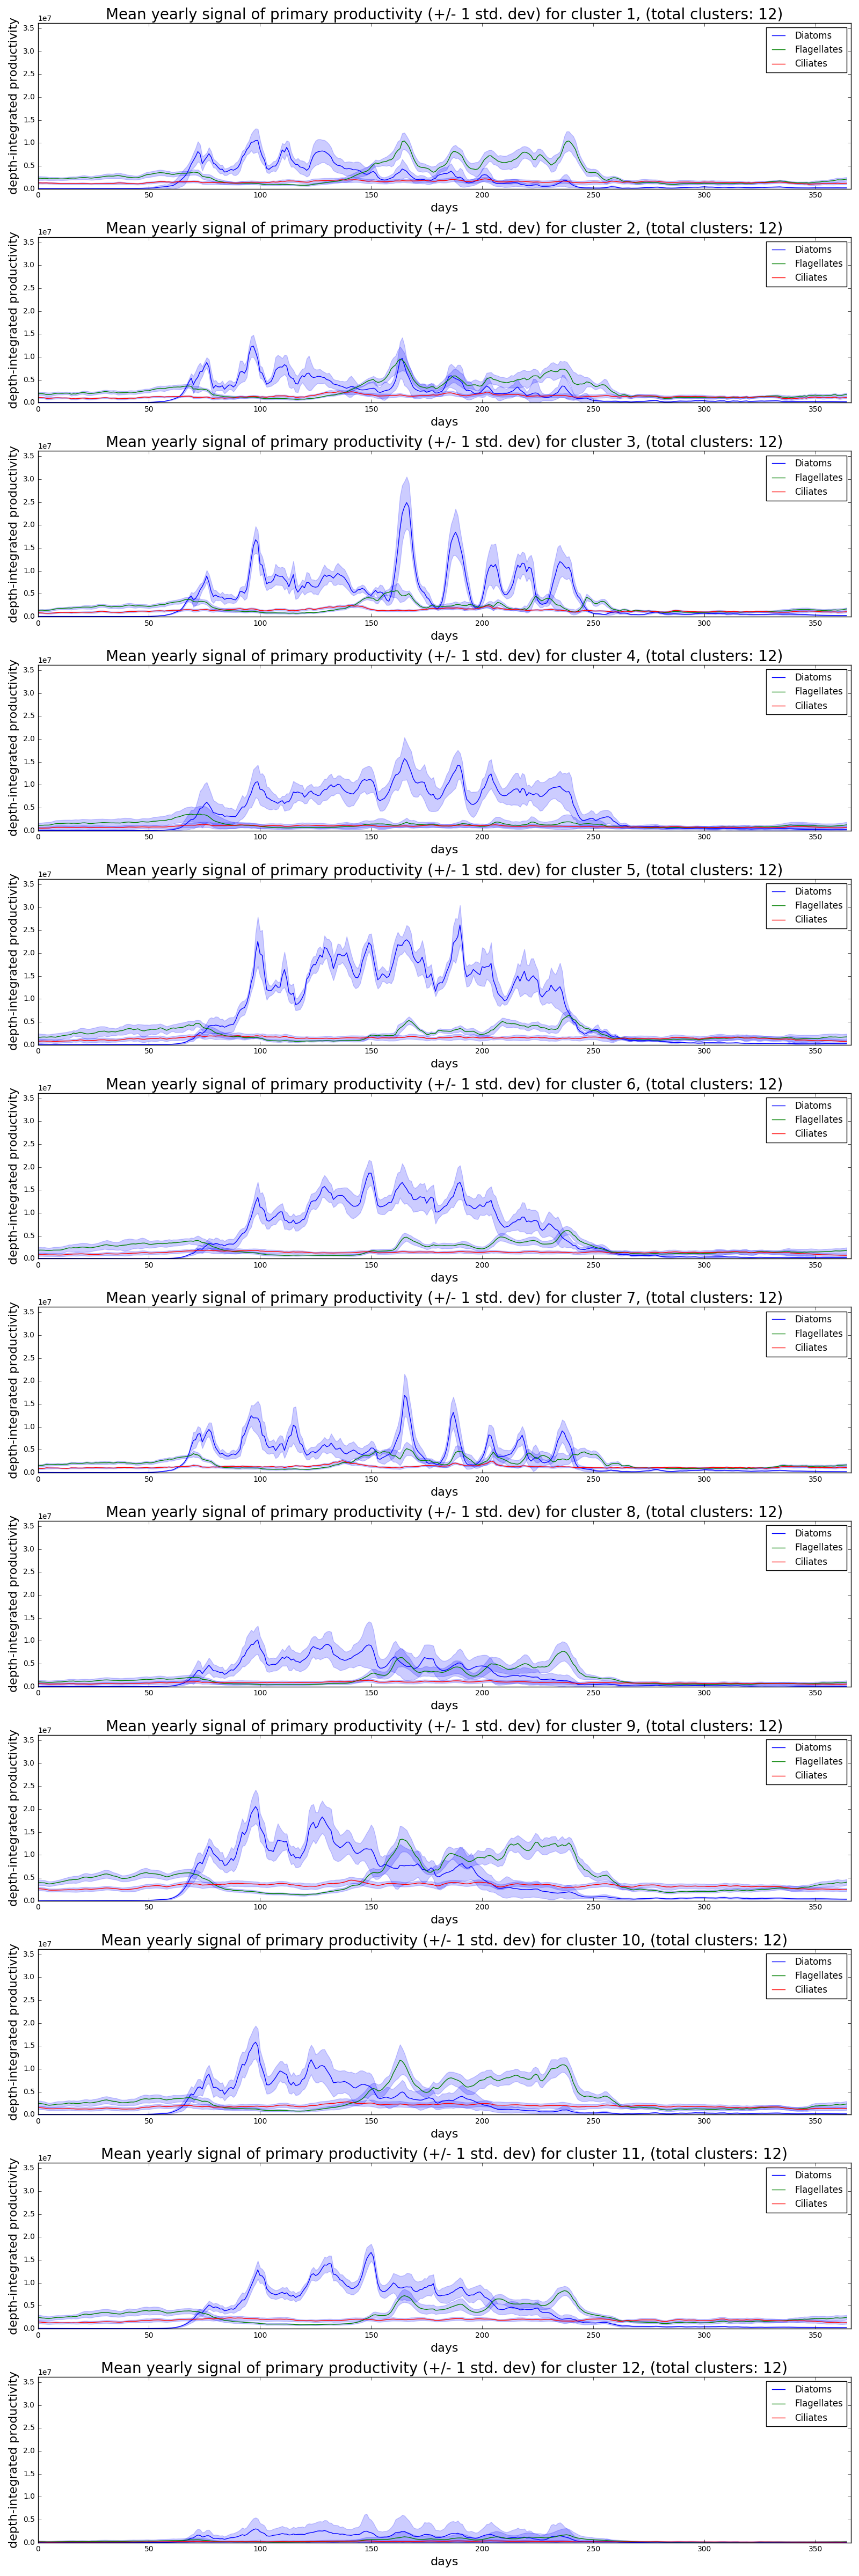 Mean yearly signal of primary productivity (+/- 1 std. dev) for cluster 1, (total clusters: 12)
1e7
depth-integrated productivity
3.5
3.0
2.5
2.0
1.5
1.0
0.5
0.0
Diatoms
Flagellates
Ciliates
0 50 100 150 200 250 300 350
days
Mean yearly signal of primary productivity (+/- 1 std. dev) for cluster 2, (total clusters: 12)
1e7
depth-integrated productivity
3.5
3.0
2.5
2.0
1.5
1.0
0.5
0.0
Diatoms
Flagellates
Ciliates
0 50 100 150 200 250 300 350
days
Mean yearly signal of primary productivity (+/- 1 std. dev) for cluster 3, (total clusters: 12)
1e7
depth-integrated productivity
3.5
3.0
2.5
2.0
1.5
1.0
0.5
0.0
Diatoms
Flagellates
Ciliates
0 50 100 150 200 250 300 350
days
Mean yearly signal of primary productivity (+/- 1 std. dev) for cluster 4, (total clusters: 12)
1e7
depth-integrated productivity
3.5
3.0
2.5
2.0
1.5
1.0
0.5
0.0
Diatoms
Flagellates
Ciliates
0 50 100 150 200 250 300 350
days
Mean yearly signal of primary productivity (+/- 1 std. dev) for cluster 5, (total clusters: 12)
1e7
depth-integrated productivity
3.5
3.0
2.5
2.0
1.5
1.0
0.5
0.0
Diatoms
Flagellates
Ciliates
0 50 100 150 200 250 300 350
days
Mean yearly signal of primary productivity (+/- 1 std. dev) for cluster 6, (total clusters: 12)
1e7
depth-integrated productivity
3.5
3.0
2.5
2.0
1.5
1.0
0.5
0.0
Diatoms
Flagellates
Ciliates
0 50 100 150 200 250 300 350
days
Mean yearly signal of primary productivity (+/- 1 std. dev) for cluster 7, (total clusters: 12)
1e7
depth-integrated productivity
3.5
3.0
2.5
2.0
1.5
1.0
0.5
0.0
Diatoms
Flagellates
Ciliates
0 50 100 150 200 250 300 350
days
Mean yearly signal of primary productivity (+/- 1 std. dev) for cluster 8, (total clusters: 12)
1e7
depth-integrated productivity
3.5
3.0
2.5
2.0
1.5
1.0
0.5
0.0
Diatoms
Flagellates
Ciliates
0 50 100 150 200 250 300 350
days
Mean yearly signal of primary productivity (+/- 1 std. dev) for cluster 9, (total clusters: 12)
1e7
depth-integrated productivity
3.5
3.0
2.5
2.0
1.5
1.0
0.5
0.0
Diatoms
Flagellates
Ciliates
0 50 100 150 200 250 300 350
days
Mean yearly signal of primary productivity (+/- 1 std. dev) for cluster 10, (total clusters: 12)
1e7
depth-integrated productivity
3.5
3.0
2.5
2.0
1.5
1.0
0.5
0.0
Diatoms
Flagellates
Ciliates
0 50 100 150 200 250 300 350
days
Mean yearly signal of primary productivity (+/- 1 std. dev) for cluster 11, (total clusters: 12)
1e7
depth-integrated productivity
3.5
3.0
2.5
2.0
1.5
1.0
0.5
0.0
Diatoms
Flagellates
Ciliates
0 50 100 150 200 250 300 350
days
Mean yearly signal of primary productivity (+/- 1 std. dev) for cluster 12, (total clusters: 12)
1e7
depth-integrated productivity
3.5
3.0
2.5
2.0
1.5
1.0
0.5
0.0
Diatoms
Flagellates
Ciliates
0 50 100 150 200 250 300 350
days